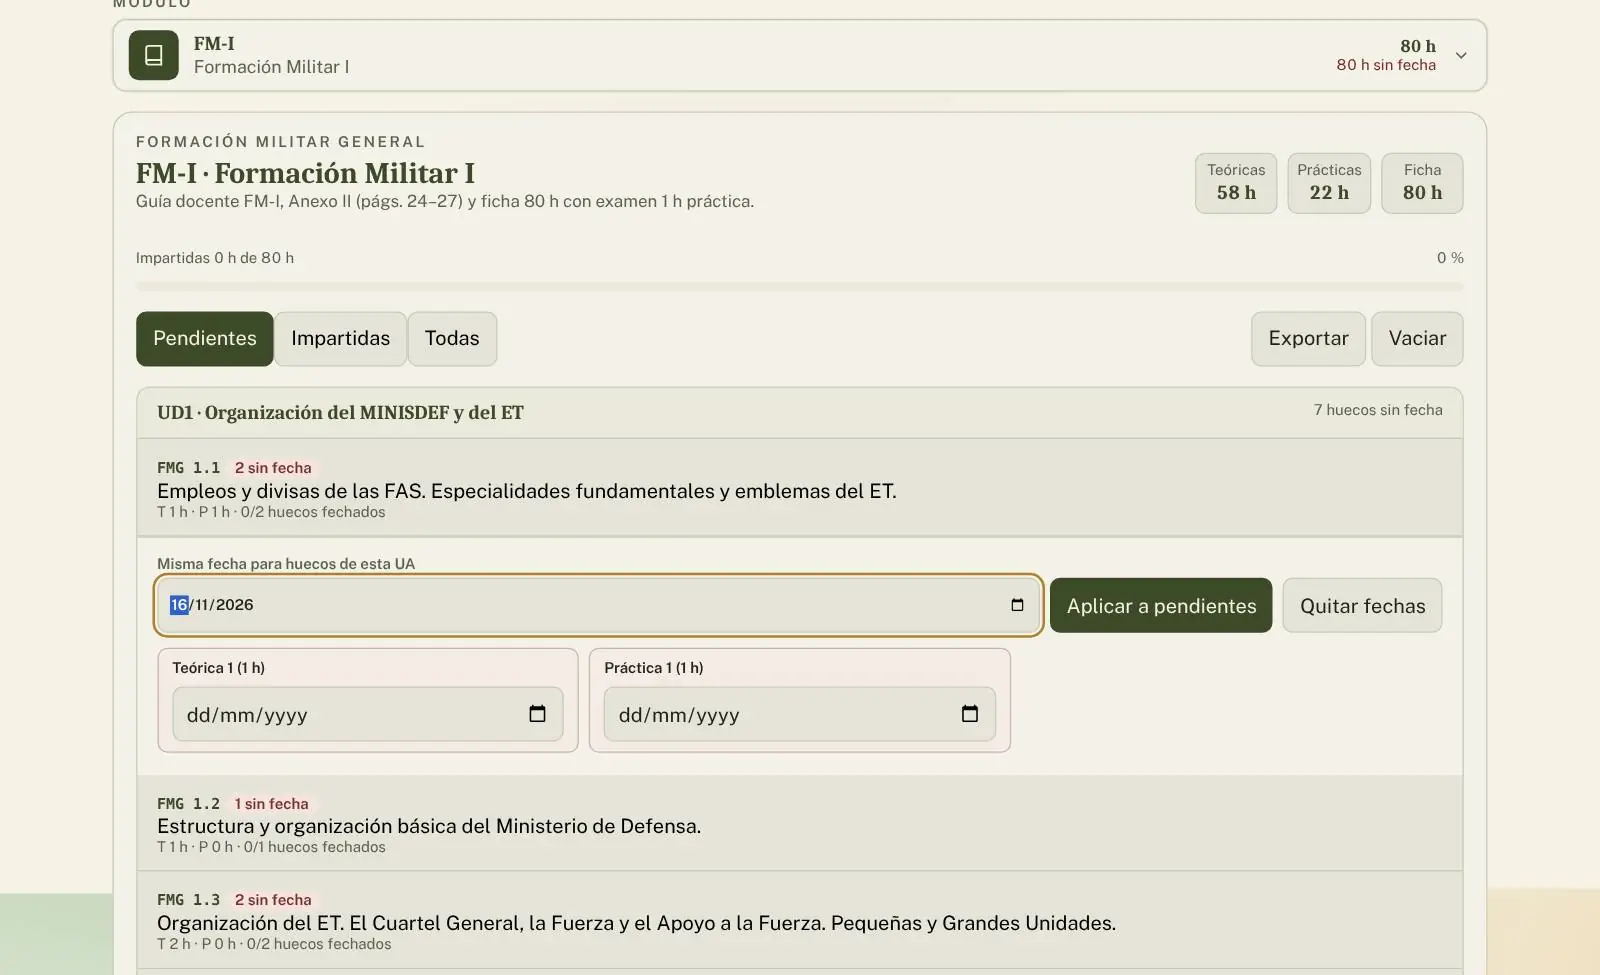 MÓDULO
FM-I
Formación Militar I
80 h
80 h sin fecha
FORMACIÓN MILITAR GENERAL
FM-I · Formación Militar I
Guía docente FM-I, Anexo II (págs. 24–27) y ficha 80 h con examen 1 h práctica.
Teóricas
58 h
Prácticas
22 h
Ficha
80 h
Impartidas 0 h de 80 h
0 %
Pendientes
Impartidas
Todas
Exportar
Vaciar
UD1 · Organización del MINISDEF y del ET
7 huecos sin fecha
FMG 1.1 2 sin fecha
Empleos y divisas de las FAS. Especialidades fundamentales y emblemas del ET.
T 1 h · P 1 h · 0/2 huecos fechados
Misma fecha para huecos de esta UA
16/11/2026
Aplicar a pendientes
Quitar fechas
Teórica 1 (1 h)
dd/mm/yyyy
Práctica 1 (1 h)
dd/mm/yyyy
FMG 1.2 1 sin fecha
Estructura y organización básica del Ministerio de Defensa.
T 1 h · P 0 h · 0/1 huecos fechados
FMG 1.3 2 sin fecha
Organización del ET. El Cuartel General, la Fuerza y el Apoyo a la Fuerza. Pequeñas y Grandes Unidades.
T 2 h · P 0 h · 0/2 huecos fechados